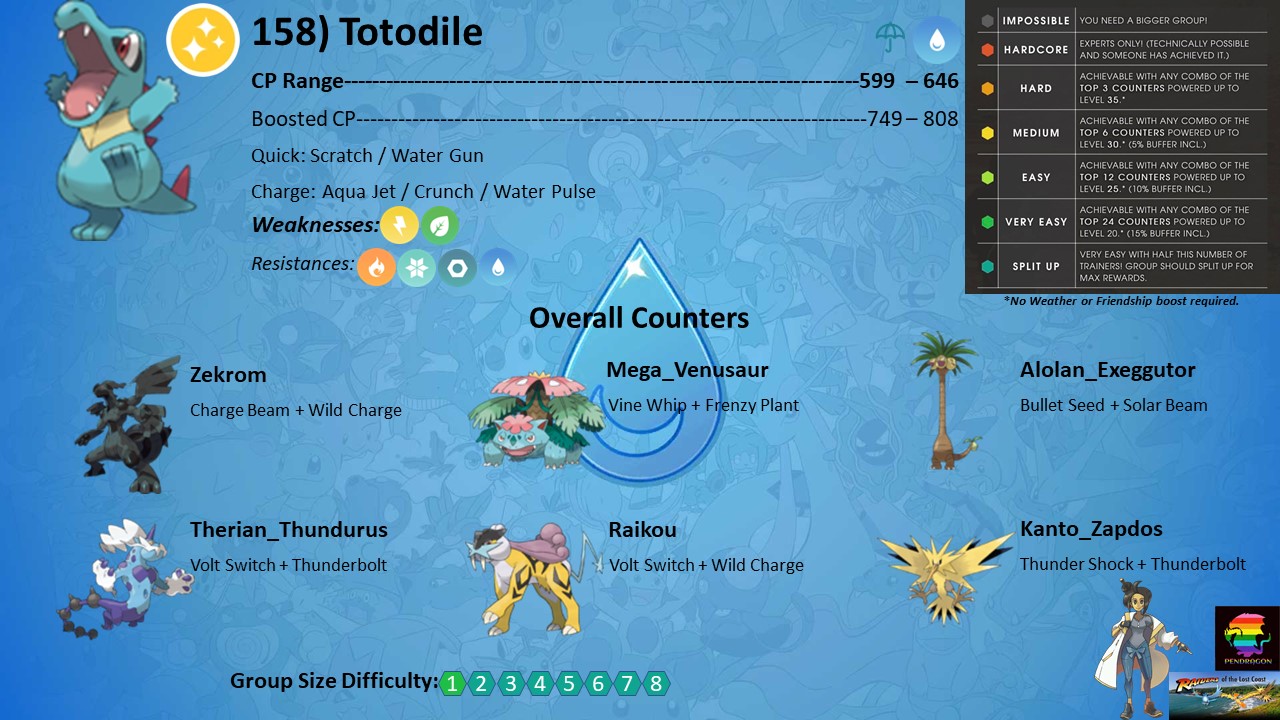 158) Totodile
CP Range--------------------------------------------------------------------------599 – 646
Boosted CP-------------------------------------------------------------------------749 – 808
Quick: Scratch / Water Gun
Charge: Aqua Jet / Crunch / Water Pulse
Weaknesses:
Resistances:
IMPOSSIBLE YOU NEED A BIGGER GROUP!
HARDCORE EXPERTS ONLY! (TECHNICALLY POSSIBLE
AND SOMEONE HAS ACHIEVED IT.)
HARD ACHIEVABLE WITH ANY COMBO OF THE
TOP 3 COUNTERS POWERED UP TO
LEVEL 35.*
MEDIUM ACHIEVABLE WITH ANY COMBO OF THE
TOP 6 COUNTERS POWERED UP TO
LEVEL 30.* (5% BUFFER INCL.)
EASY ACHIEVABLE WITH ANY COMBO OF THE
TOP 12 COUNTERS POWERED UP TO
LEVEL 25.* (10% BUFFER INCL.)
VERY EASY ACHIEVABLE WITH ANY COMBO OF THE
TOP 24 COUNTERS POWERED UP TO
LEVEL 20.* (15% BUFFER INCL.)
SPLIT UP VERY EASY WITH HALF THIS NUMBER OF
TRAINERS! GROUP SHOULD SPLIT UP FOR
MAX REWARDS.
*No Weather or Friendship boost required.
Overall Counters
Zekrom
Charge Beam + Wild Charge
Mega_Venusaur
Vine Whip + Frenzy Plant
Alolan_Exeggutor
Bullet Seed + Solar Beam
Therian_Thundurus
Volt Switch + Thunderbolt
Raikou
Volt Switch + Wild Charge
Kanto_Zapdos
Thunder Shock + Thunderbolt
Group Size Difficulty: 1 2 3 4 5 6 7 8
PENDRAGON
RAIDERS of the Lost Coast